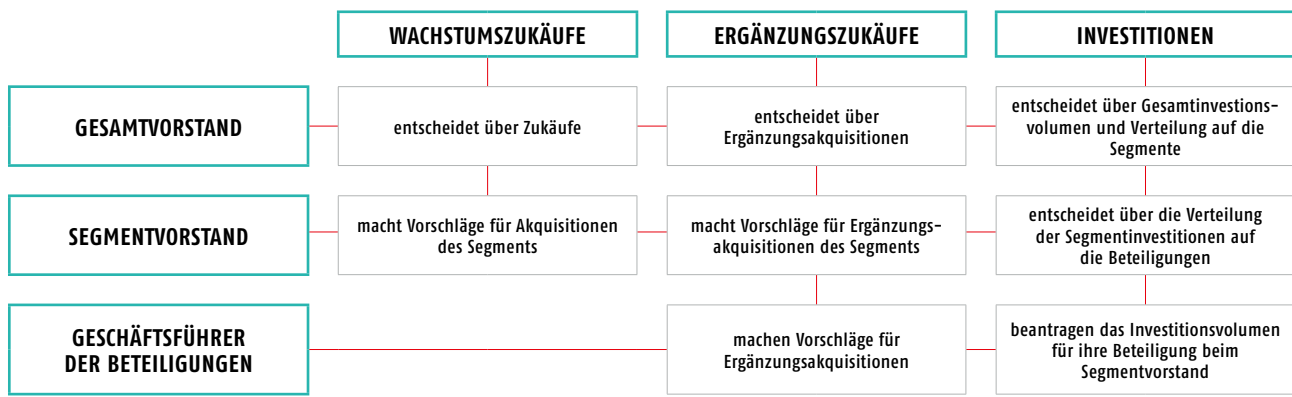 WACHSTUMSZUKÄUFE
ERGÄNZUNGSZUKÄUFE
INVESTITIONEN
GESAMTVORSTAND
entscheidet über Zukäufe
entscheidet über
Ergänzungsakquisitionen
entscheidet über Gesamtinvestions-
volumen und Verteilung auf die
Segmente
SEGMENTVORSTAND
macht Vorschläge für Akquisitionen
des Segments
macht Vorschläge für Ergänzungs-
akquisitionen des Segments
entscheidet über die Verteilung
der Segmentinvestitionen auf
die Beteiligungen
GESCHÄFTSFÜHRER
DER BETEILIGUNGEN
machen Vorschläge für
Ergänzungsakquisitionen
beantragen das Investitionsvolumen
für ihre Beteiligung beim
Segmentvorstand